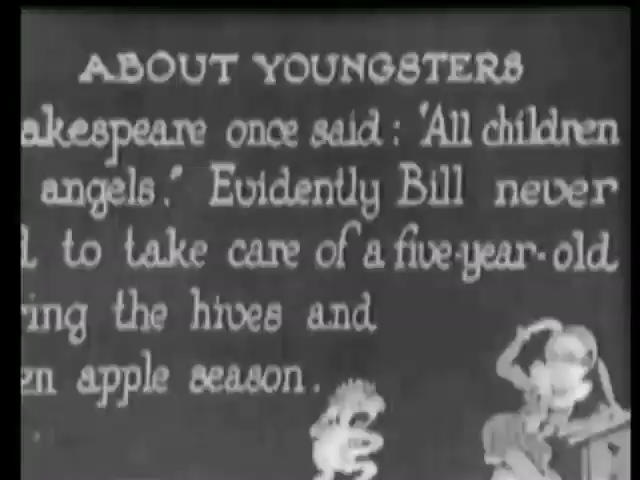 ABOUT YOUNGSTERS
akespeare once said: 'All children
angels.' Evidently Bill never
d to take care of a five-year-old
ring the hives and
en apple season.